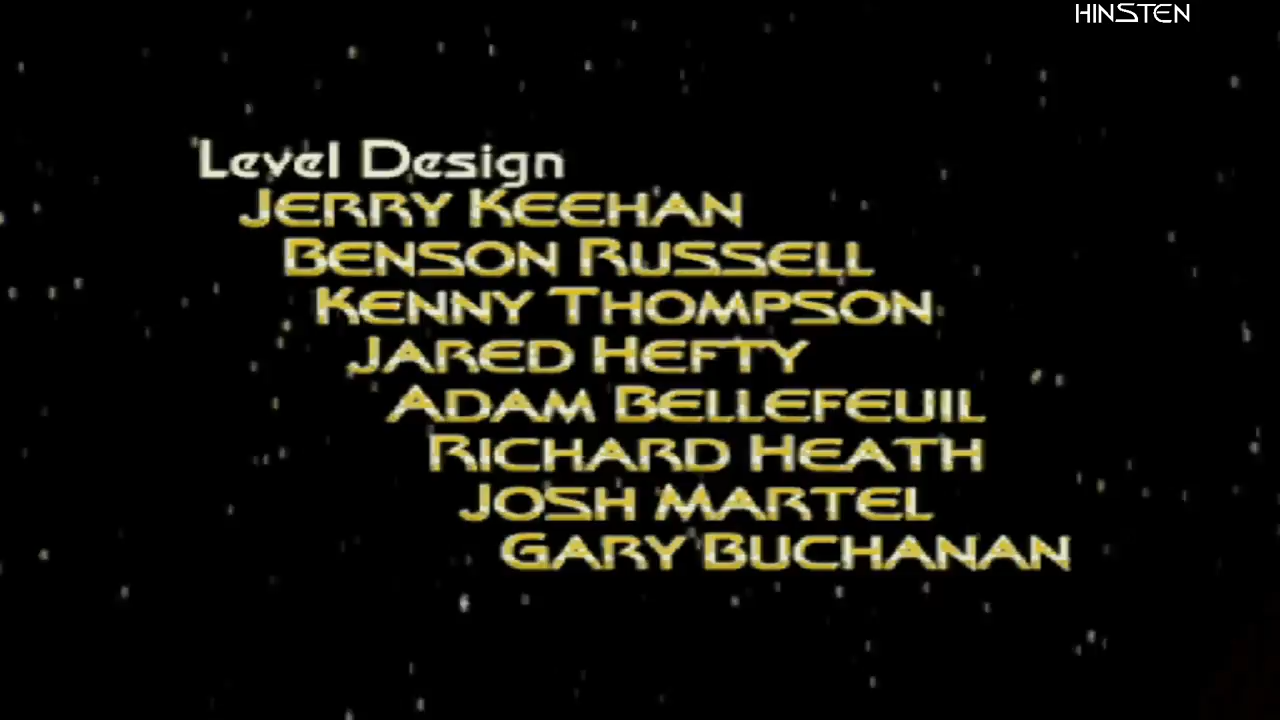 HINSTEN
Level Design
JERRY KEEHAN
BENSON RUSSELL
KENNY THOMPSON
JARED HEFTY
ADAM BELLEFEUIL
RICHARD HEATH
JOSH MARTEL
GARY BUCHANAN